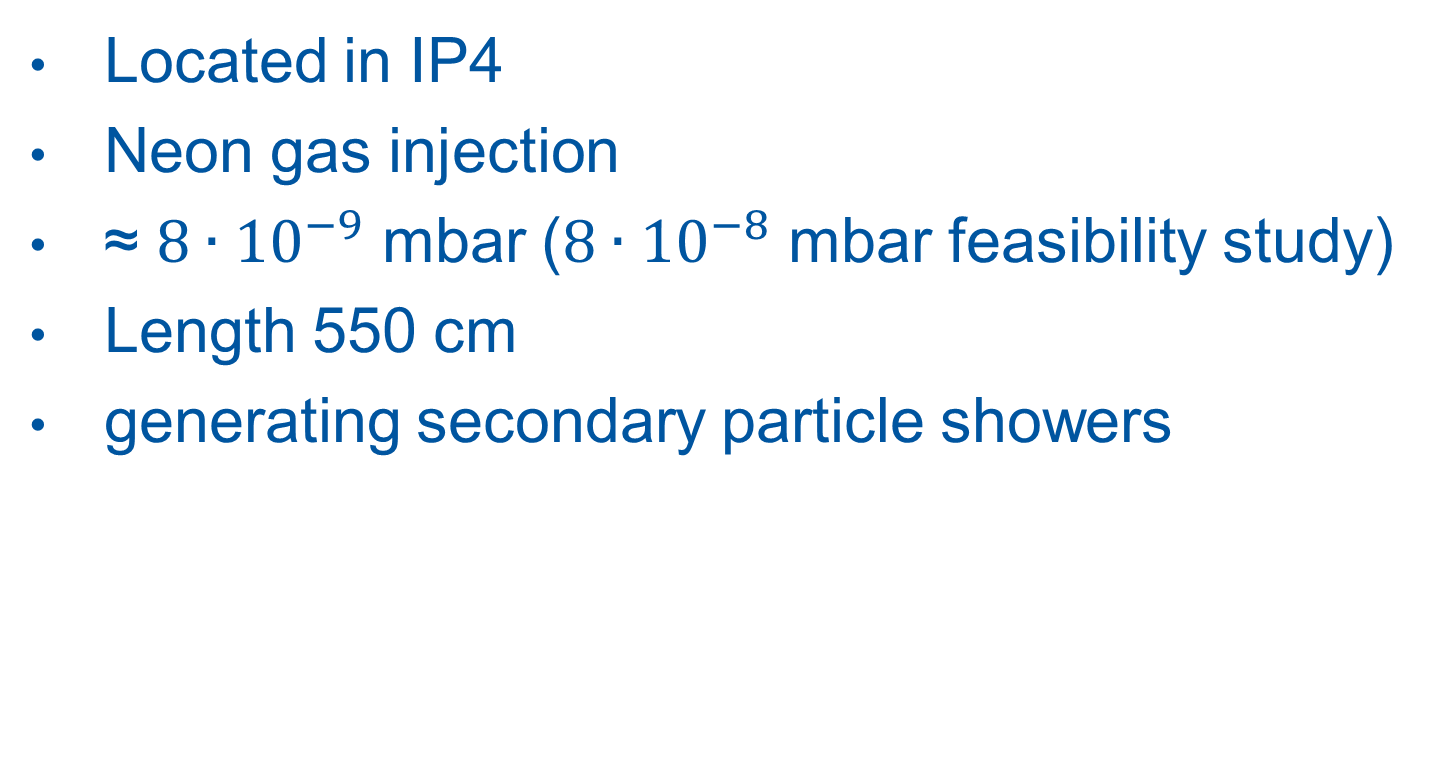 • Located in IP4
• Neon gas injection
• ≈ 8 · 10⁻⁹ mbar (8 · 10⁻⁸ mbar feasibility study)
• Length 550 cm
• generating secondary particle showers